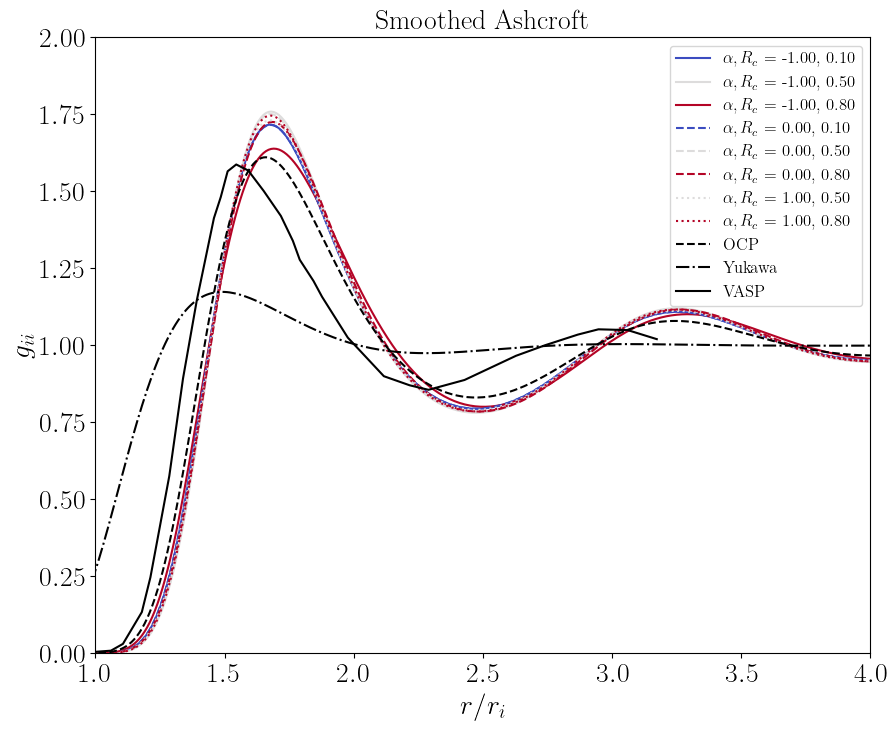 Smoothed Ashcroft
2.00
1.75
1.50
1.25
1.00
0.75
0.50
0.25
0.00
g_{ii}
α, R_c = -1.00, 0.10
α, R_c = -1.00, 0.50
α, R_c = -1.00, 0.80
α, R_c = 0.00, 0.10
α, R_c = 0.00, 0.50
α, R_c = 0.00, 0.80
α, R_c = 1.00, 0.50
α, R_c = 1.00, 0.80
OCP
Yukawa
VASP
1.0 1.5 2.0 2.5 3.0 3.5 4.0
r/r_i